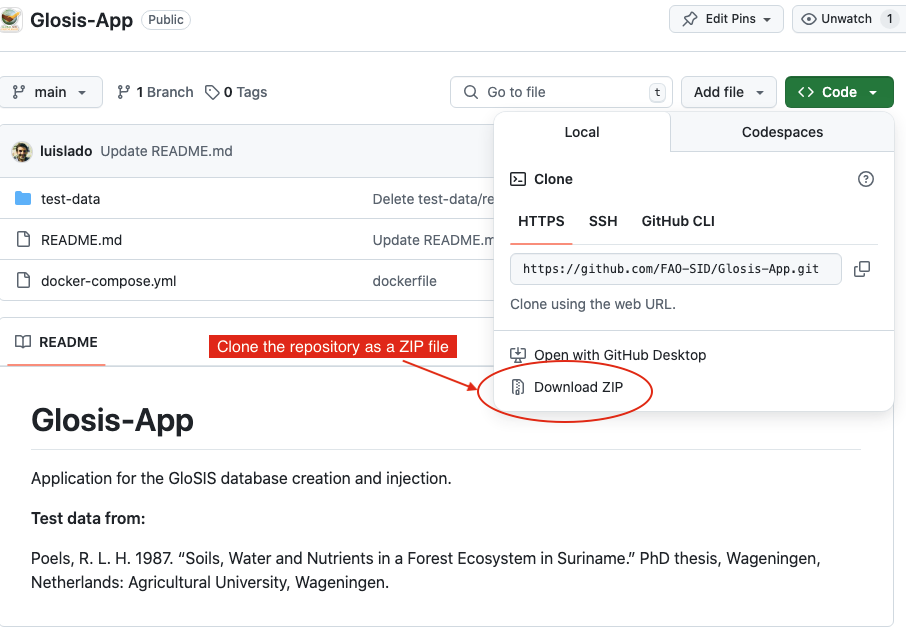 Glosis-App Public
Edit Pins
Unwatch 1
main
1 Branch
0 Tags
Go to file t
Add file
Code
Local
Codespaces
luislado Update README.md
Clone
test-data Delete test-data/re
HTTPS SSH GitHub CLI
README.md Update README.m
https://github.com/FAO-SID/Glosis-App.git
docker-compose.yml dockerfile
Clone using the web URL.
README
Clone the repository as a ZIP file
Open with GitHub Desktop
Download ZIP
Glosis-App
Application for the GloSIS database creation and injection.
Test data from:
Poels, R. L. H. 1987. “Soils, Water and Nutrients in a Forest Ecosystem in Suriname.” PhD thesis, Wageningen,
Netherlands: Agricultural University, Wageningen.